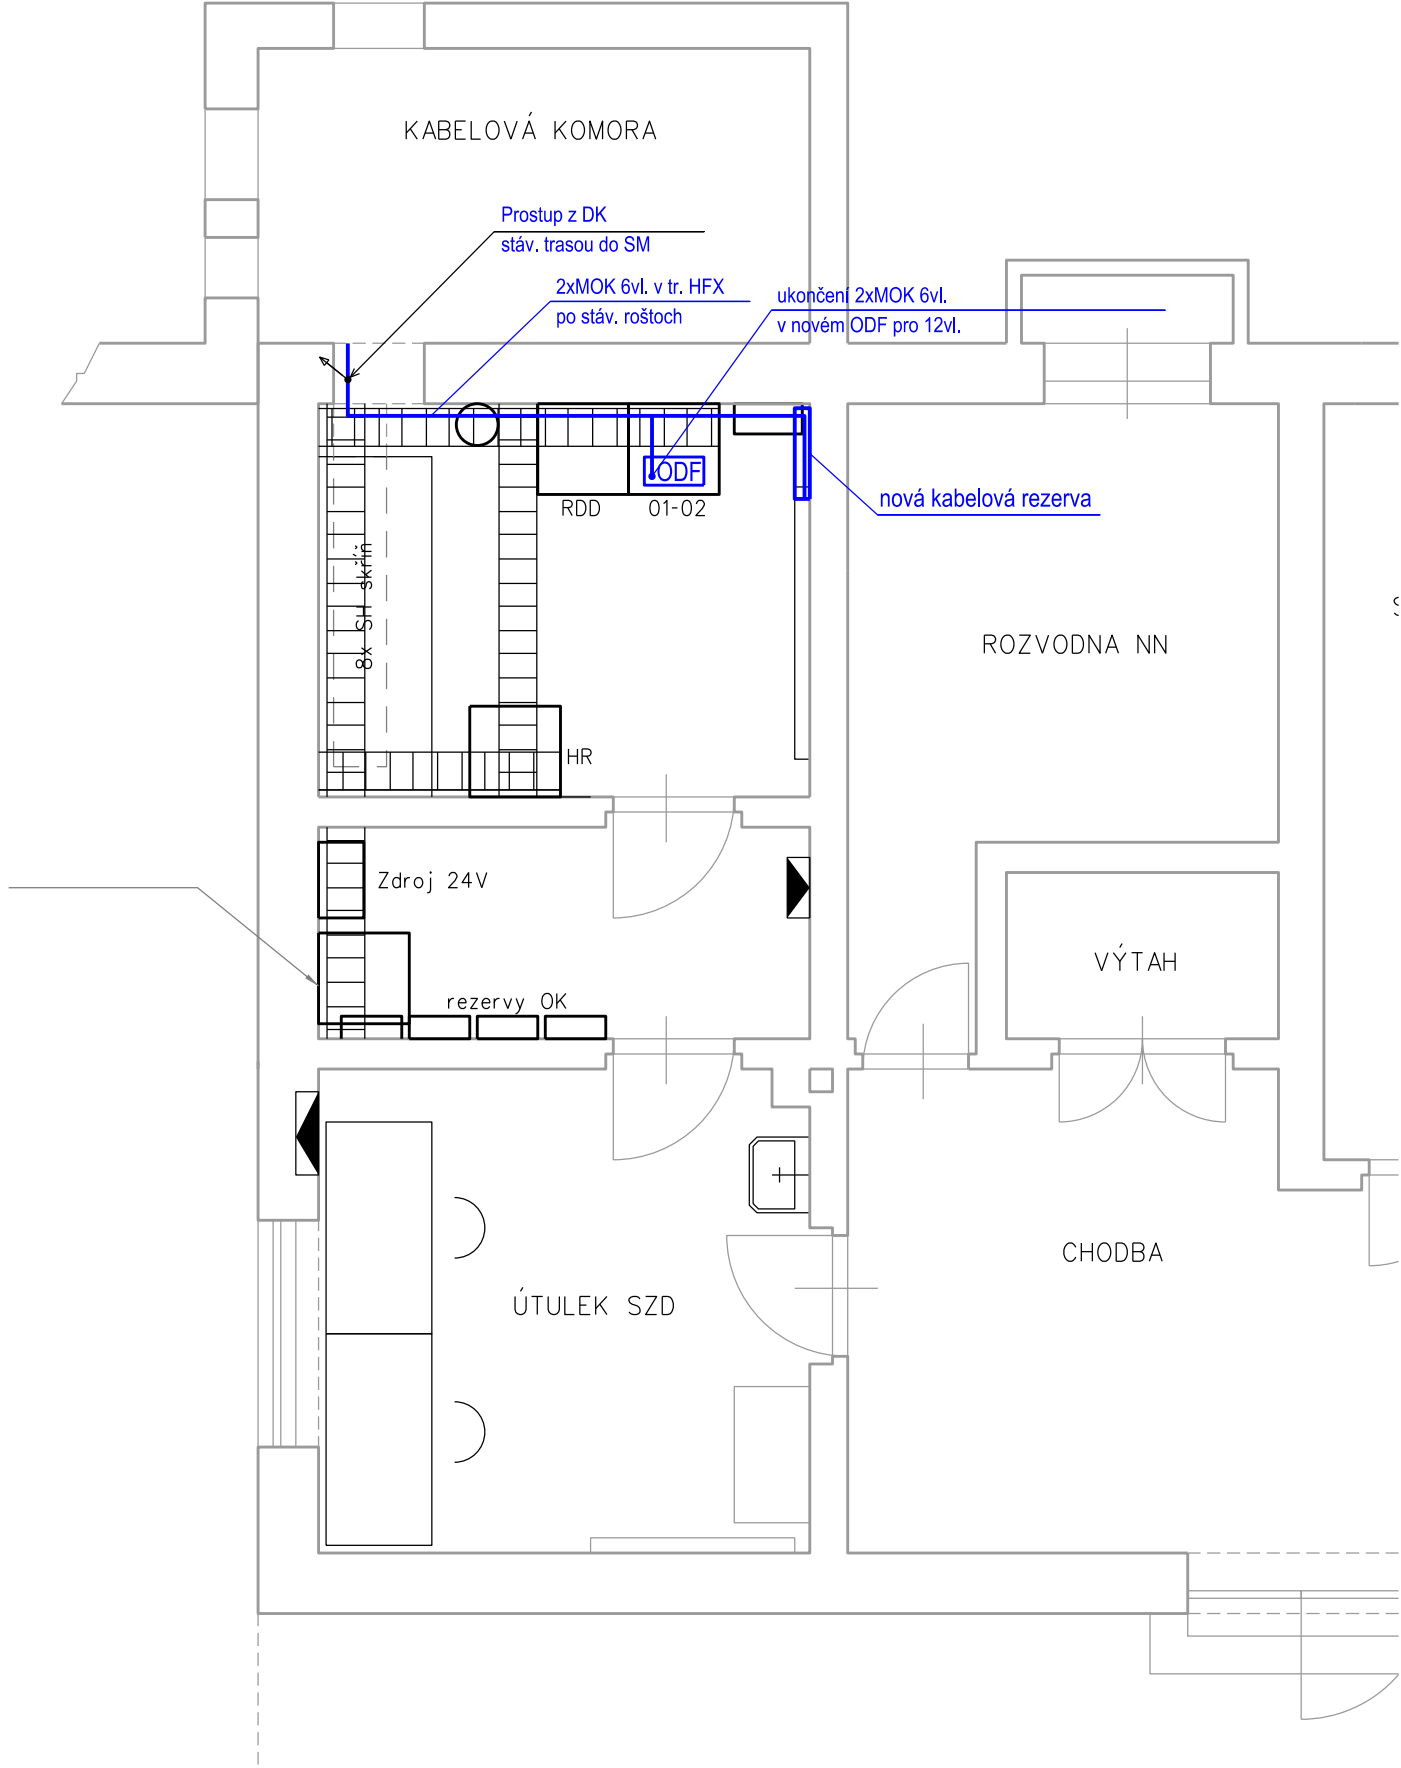 KABELOVÁ KOMORA
Prostup z DK
stáv. trasou do SM
2xMOK 6vl. v tr. HFX
po stáv. roštoch
ukončení 2xMOK 6vl.
v novém ODF pro 12vl.
ODF
RDD
01-02
nová kabelová rezerva
8x SH skříň
ROZVODNA NN
HR
Zdroj 24V
VÝTAH
rezervy OK
CHODBA
ÚTULEK SZD